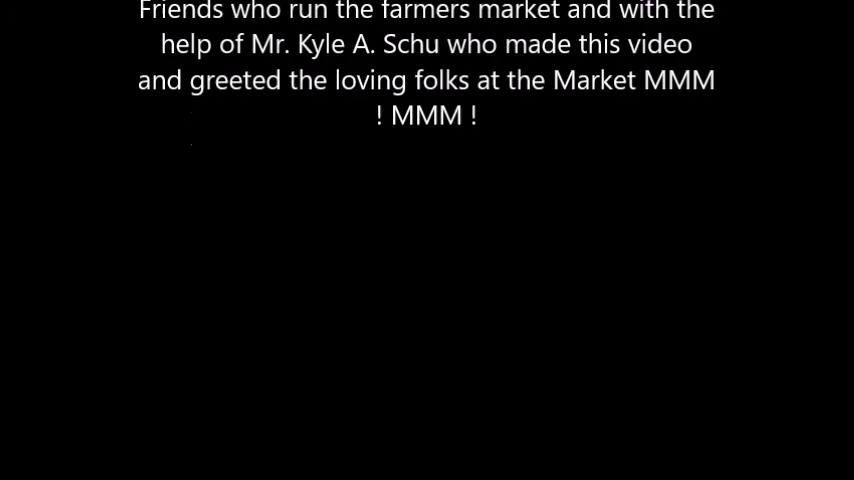 Friends who run the farmers market and with the
help of Mr. Kyle A. Schu who made this video
and greeted the loving folks at the Market MMM
! MMM !